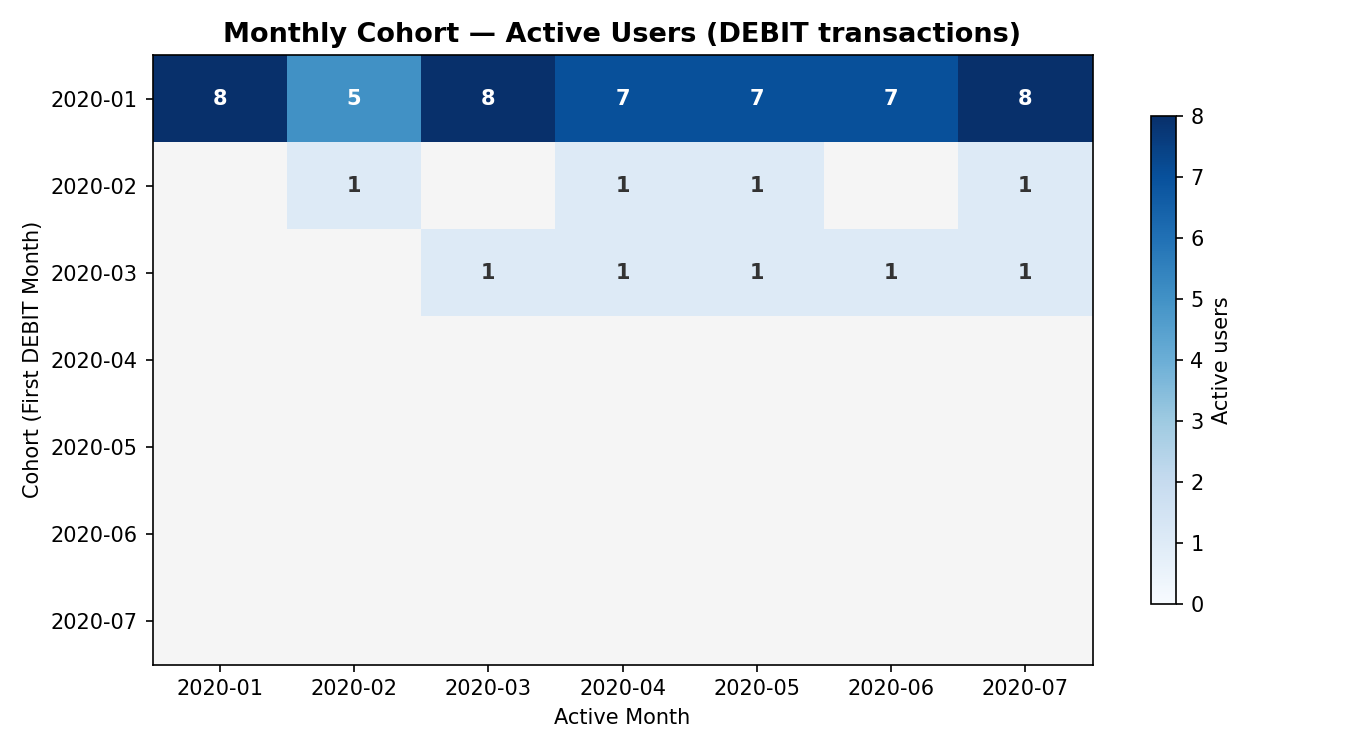 Monthly Cohort — Active Users (DEBIT transactions)
Cohort (First DEBIT Month)
2020-01 8 5 8 7 7 7 8
2020-02 1 1 1 1
2020-03 1 1 1 1 1
2020-04
2020-05
2020-06
2020-07
2020-01 2020-02 2020-03 2020-04 2020-05 2020-06 2020-07
Active Month
8
7
6
5
4
3
2
1
0
Active users